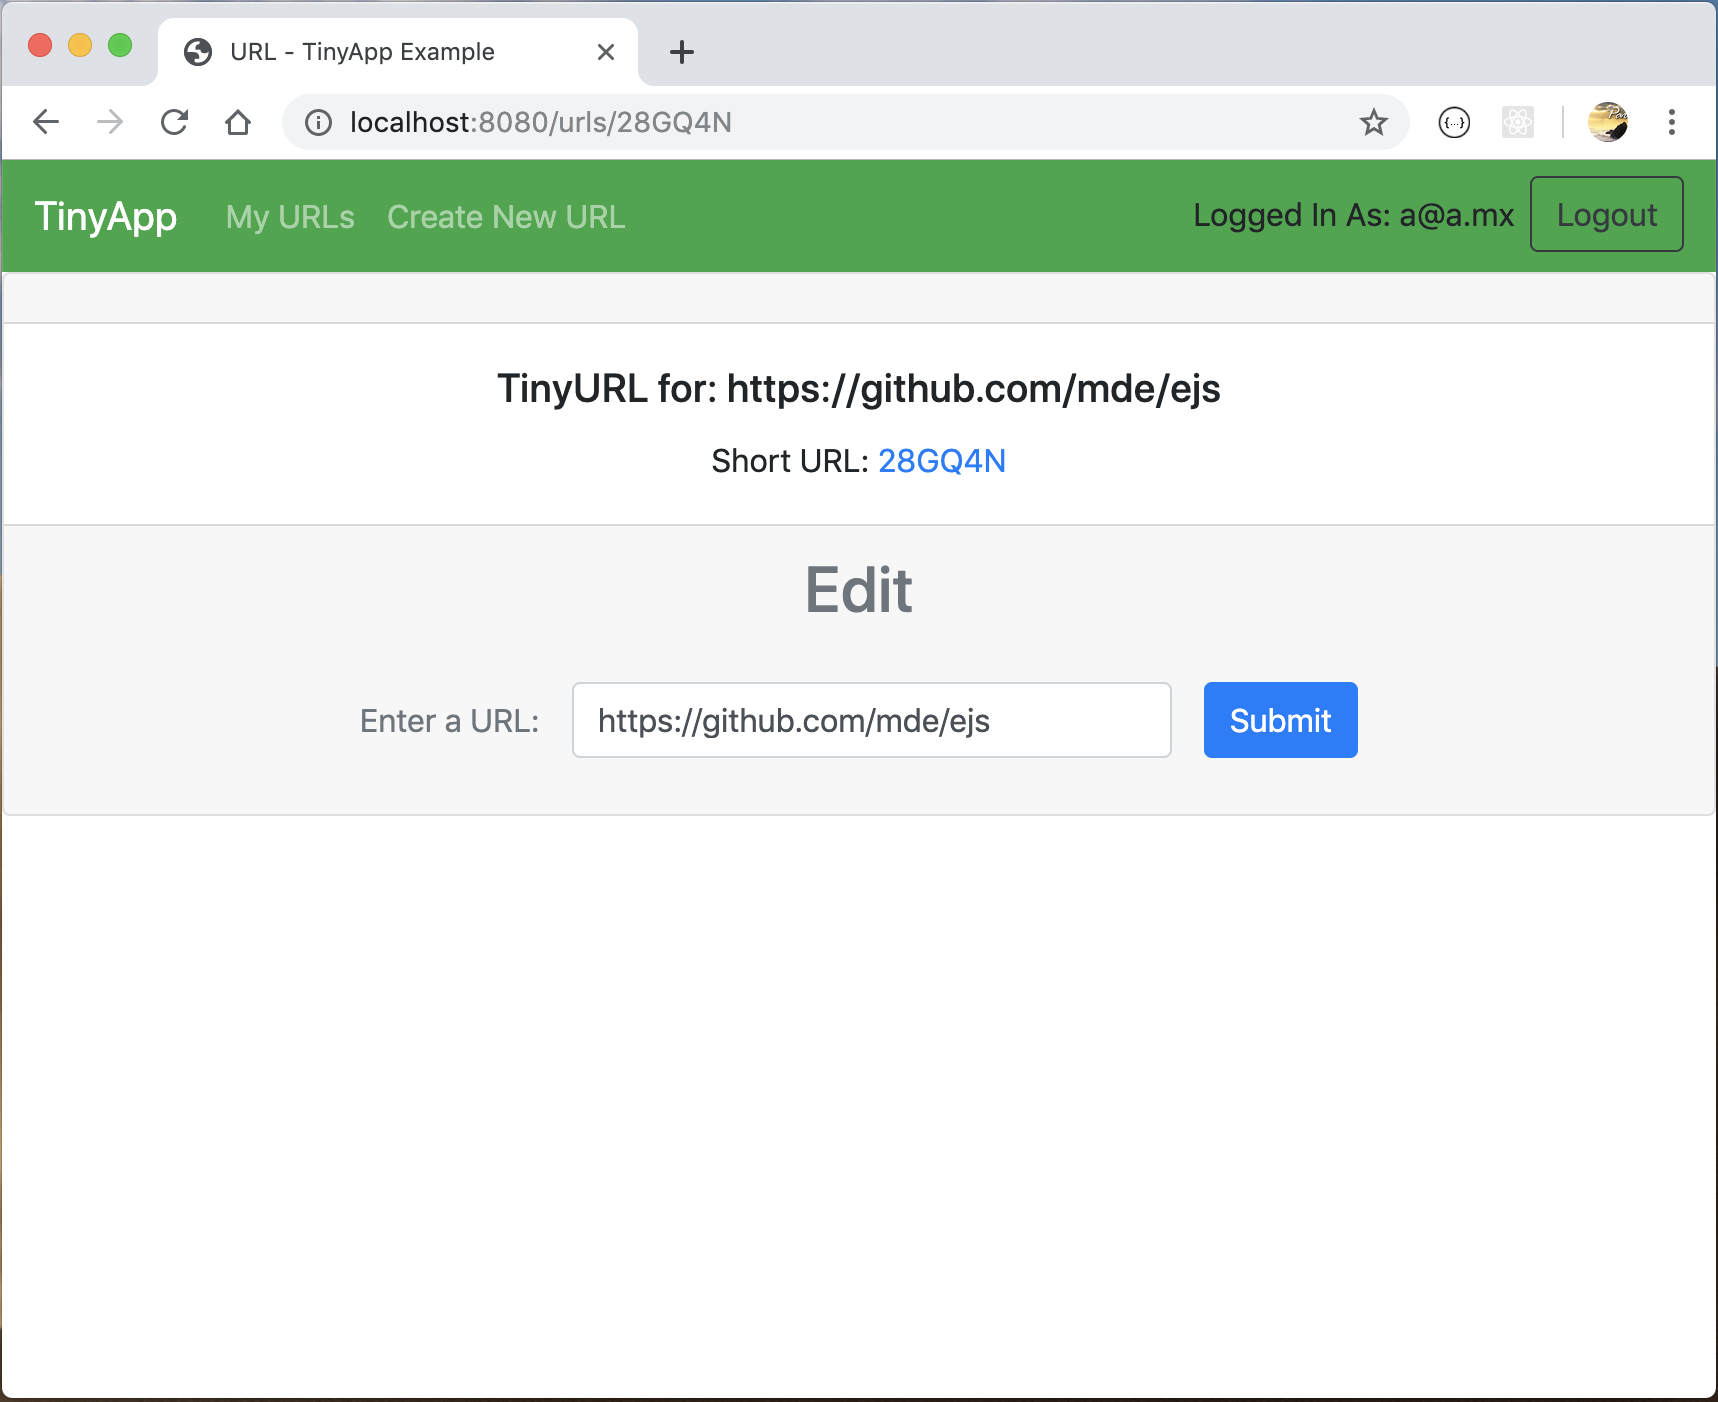 URL - TinyApp Example
localhost:8080/urls/28GQ4N
{...}
TinyApp My URLs Create New URL Logged In As: a@a.mx Logout
TinyURL for: https://github.com/mde/ejs
Short URL: 28GQ4N
Edit
Enter a URL: https://github.com/mde/ejs Submit